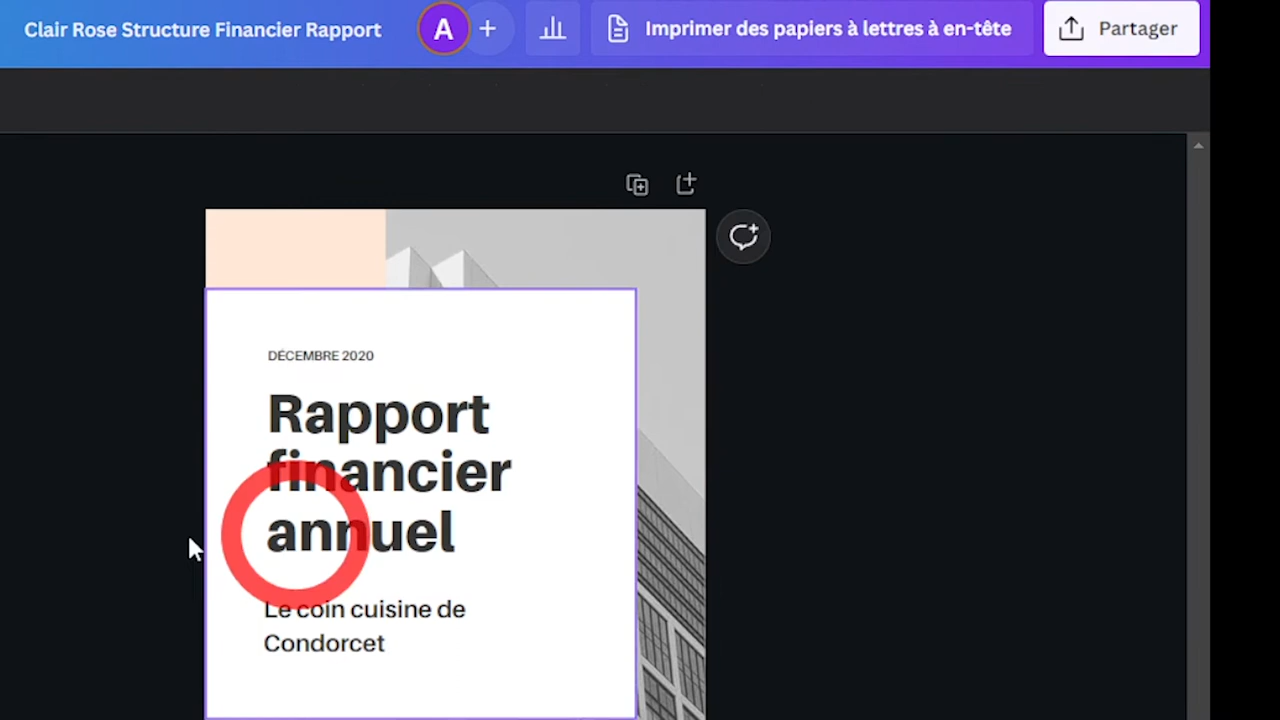 Clair Rose Structure Financier Rapport
A
Imprimer des papiers à lettres à en-tête
Partager
DÉCEMBRE 2020
Rapport
financier
annuel
Le coin cuisine de
Condorcet